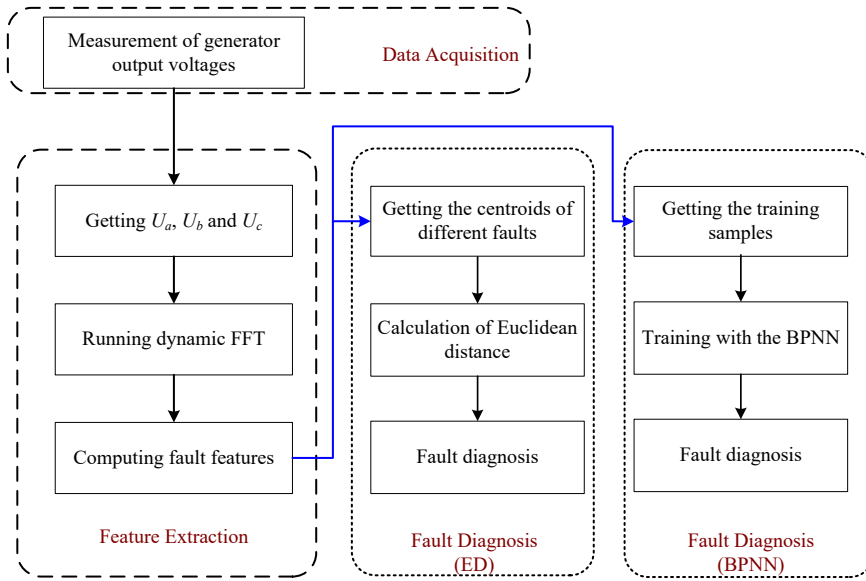 Measurement of generator
output voltages
Data Acquisition
Getting Ua, Ub and Uc
Running dynamic FFT
Computing fault features
Feature Extraction
Getting the centroids of
different faults
Calculation of Euclidean
distance
Fault diagnosis
Fault Diagnosis
(ED)
Getting the training
samples
Training with the BPNN
Fault diagnosis
Fault Diagnosis
(BPNN)